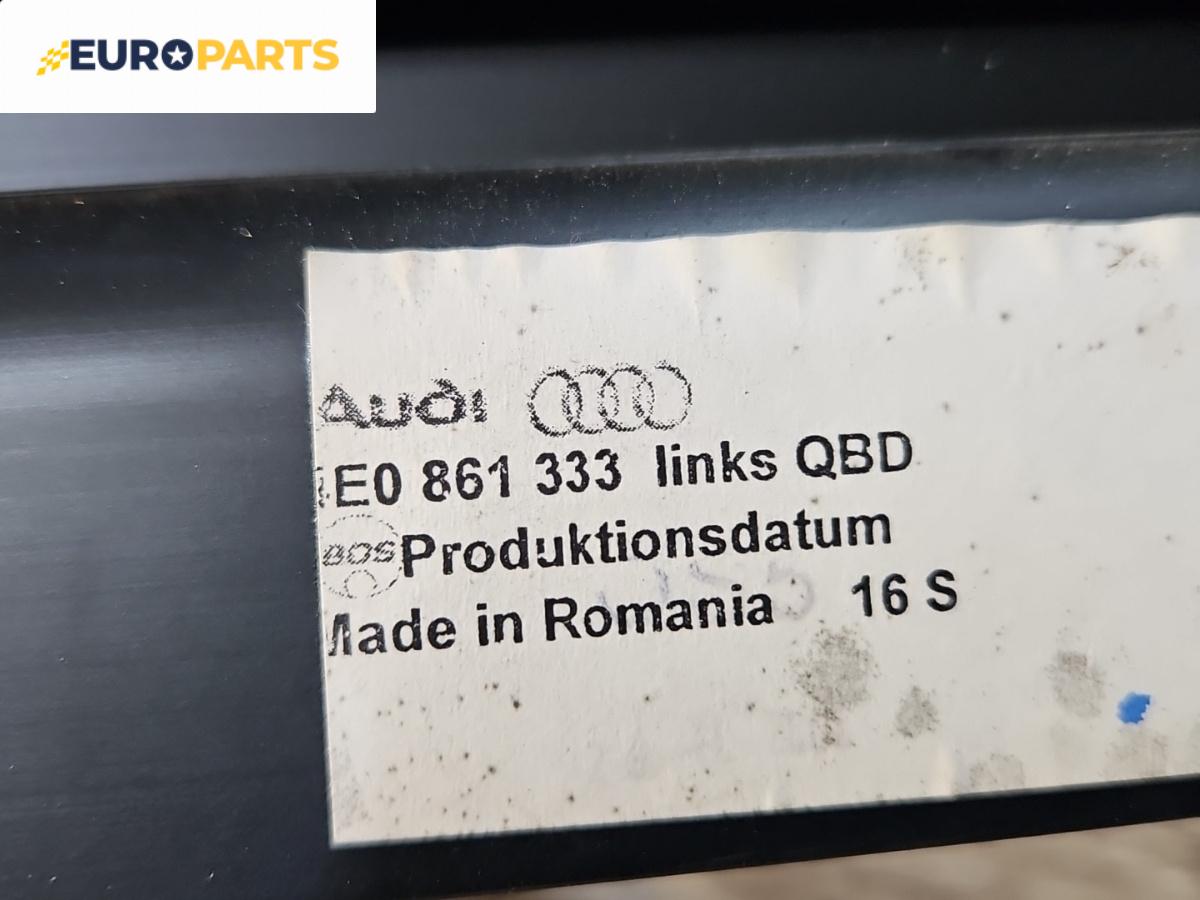 EUROPARTS
Audi
E0 861 333 links QBD
BOS Produktionsdatum
Made in Romania 16 S